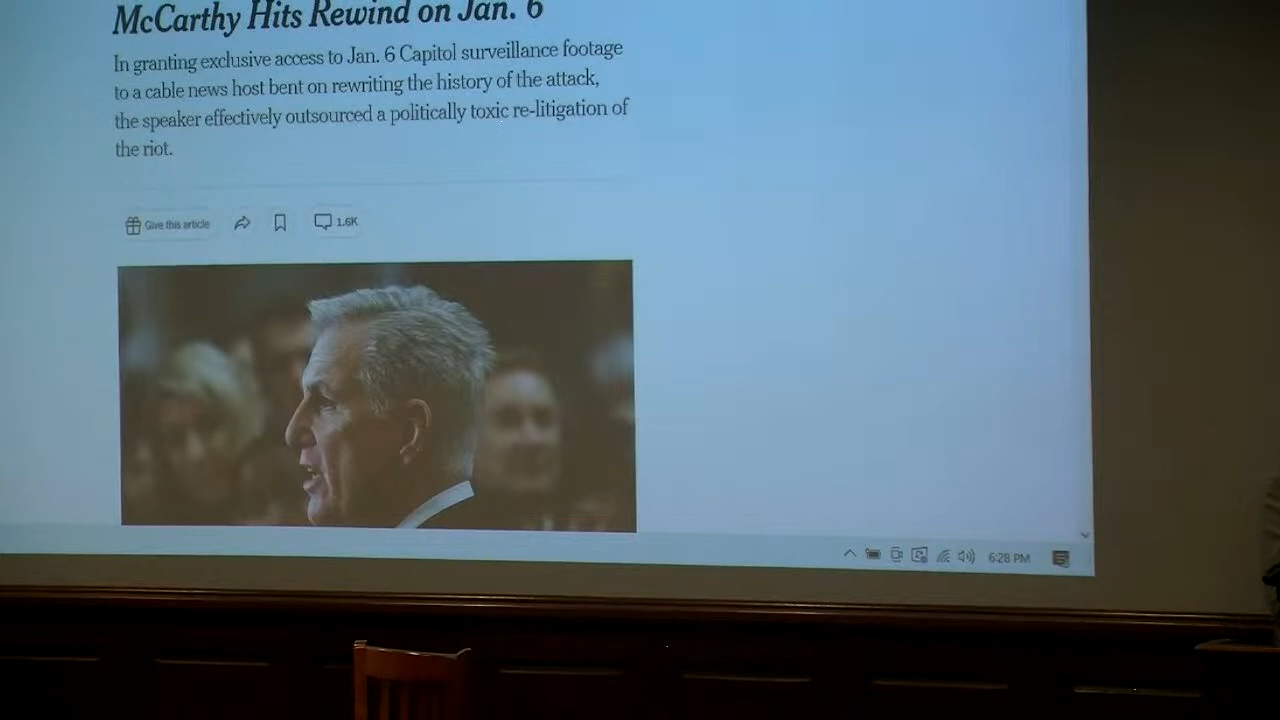 McCarthy Hits Rewind on Jan. 6
In granting exclusive access to Jan. 6 Capitol surveillance footage
to a cable news host bent on rewriting the history of the attack,
the speaker effectively outsourced a politically toxic re-litigation of
the riot.
Give this article
1.6K
6:28 PM